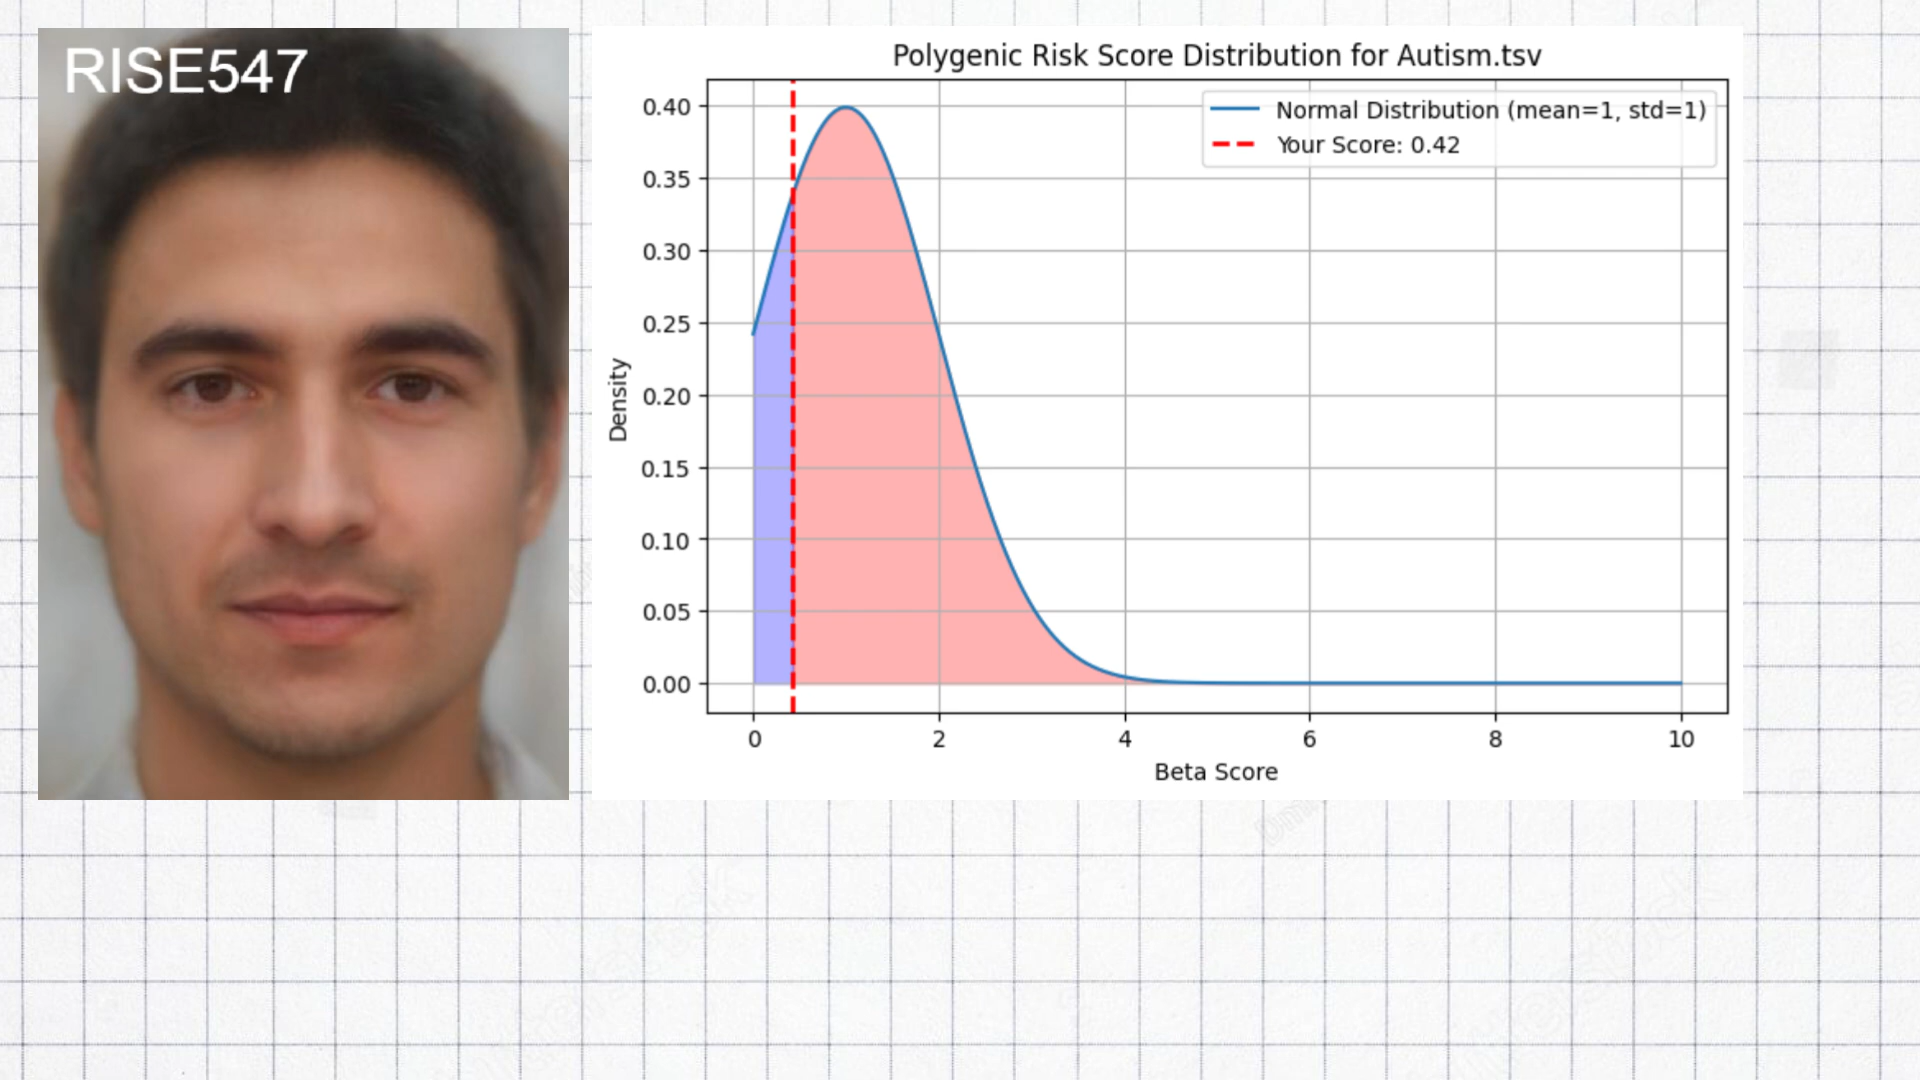 RISE547
Polygenic Risk Score Distribution for Autism.tsv
Normal Distribution (mean=1, std=1)
Your Score: 0.42
Density
0.40
0.35
0.30
0.25
0.20
0.15
0.10
0.05
0.00
0 2 4 6 8 10
Beta Score